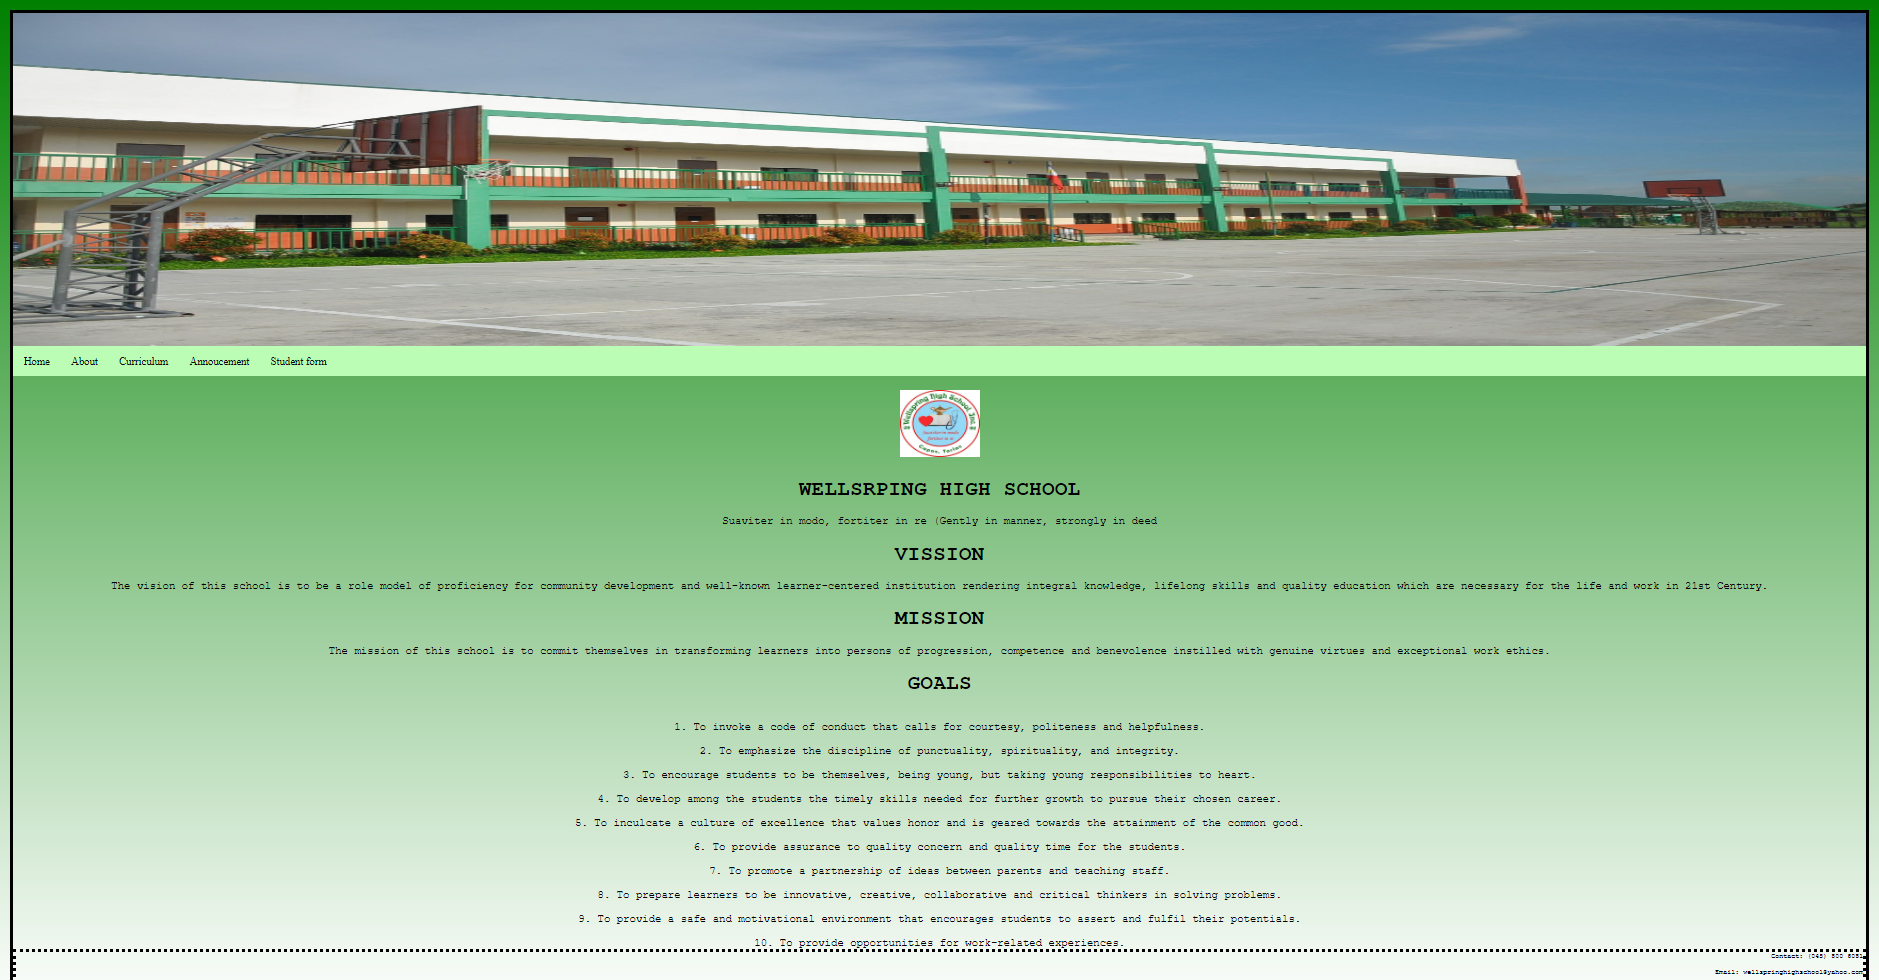 Home About Curriculum Annoucement Student form
Wellspring High School Inc
Capas, Tarlac
WELLSRPING HIGH SCHOOL
Suaviter in modo, fortiter in re (Gently in manner, strongly in deed
VISSION
The vision of this school is to be a role model of proficiency for community development and well-known learner-centered institution rendering integral knowledge, lifelong skills and quality education which are necessary for the life and work in 21st Century.
MISSION
The mission of this school is to commit themselves in transforming learners into persons of progression, competence and benevolence instilled with genuine virtues and exceptional work ethics.
GOALS
1. To invoke a code of conduct that calls for courtesy, politeness and helpfulness.
2. To emphasize the discipline of punctuality, spirituality, and integrity.
3. To encourage students to be themselves, being young, but taking young responsibilities to heart.
4. To develop among the students the timely skills needed for further growth to pursue their chosen career.
5. To inculcate a culture of excellence that values honor and is geared towards the attainment of the common good.
6. To provide assurance to quality concern and quality time for the students.
7. To promote a partnership of ideas between parents and teaching staff.
8. To prepare learners to be innovative, creative, collaborative and critical thinkers in solving problems.
9. To provide a safe and motivational environment that encourages students to assert and fulfil their potentials.
10. To provide opportunities for work-related experiences.
Contact: (045) 800 6081
Email: wellspringhighschool@yahoo.com